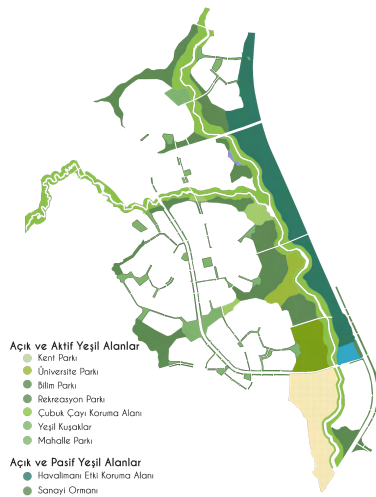 Açık ve Aktif Yeşil Alanlar
Kent Parkı
Üniversite Parkı
Bilim Parkı
Rekreasyon Parkı
Çubuk Çayı Koruma Alanı
Yeşil Kuşaklar
Mahalle Parkı
Açık ve Pasif Yeşil Alanlar
Havalimanı Etki Koruma Alanı
Sanayi Ormanı